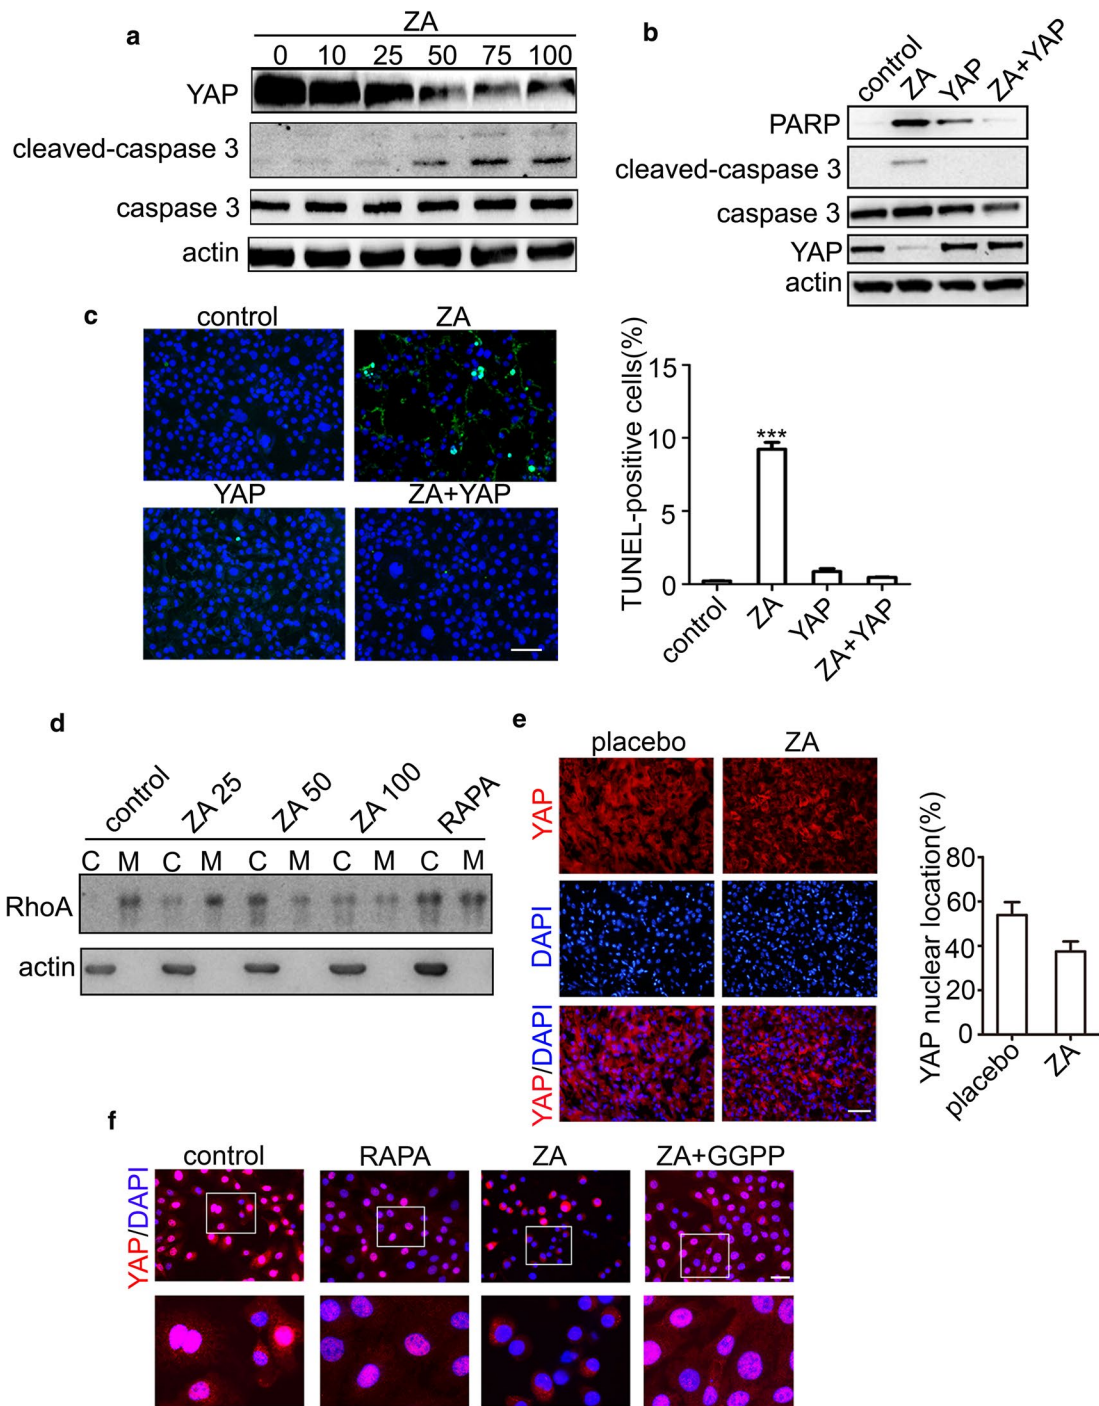 a
ZA
0 10 25 50 75 100
YAP
cleaved-caspase 3
caspase 3
actin
b
control ZA YAP ZA+YAP
PARP
cleaved-caspase 3
caspase 3
YAP
actin
c
control ZA
YAP ZA+YAP
TUNEL-positive cells(%)
15
10
5
0
***
control ZA YAP ZA+YAP
d
control ZA 25 ZA 50 ZA 100 RAPA
C M C M C M C M C M
RhoA
actin
e
placebo ZA
YAP
DAPI
YAP/DAPI
YAP nuclear location(%)
80
60
40
20
0
placebo ZA
f
control RAPA ZA ZA+GGPP
YAP/DAPI